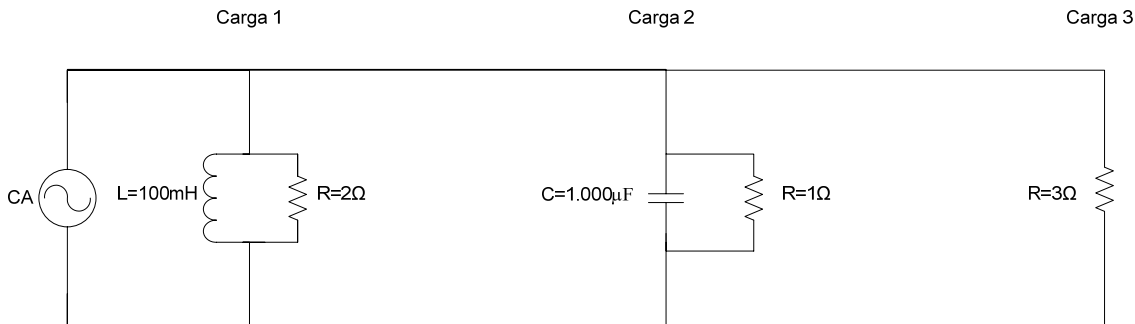 Carga 1
Carga 2
Carga 3
CA
L=100mH
R=2Ω
C=1.000µF
R=1Ω
R=3Ω